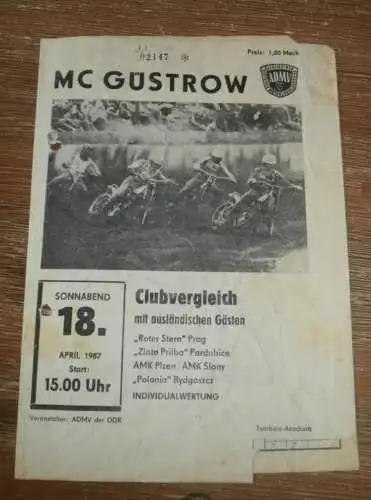 02147 *
Preis: 1,00 Mark
MC GÜSTROW
ADMV
SONNABEND
18.
APRIL 1987
Start:
15.00 Uhr
Clubvergleich
mit ausländischen Gästen
„Roter Stern" Prag
„Zlata Prilba" Pardubice
AMK Plzen AMK Slany
„Polonia" Bydgoszcz
INDIVIDUALWERTUNG
Veranstalter: ADMV der DDR
Tombola-Abschnitt